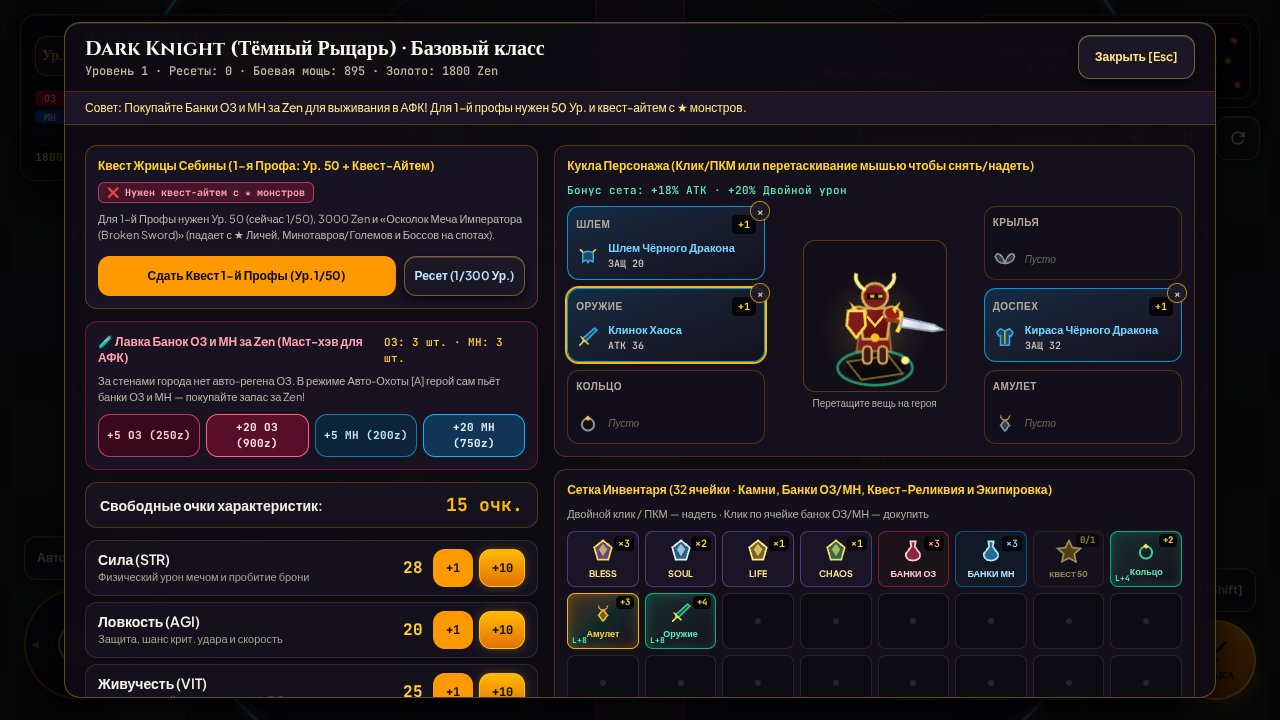 Dark Knight (Тёмный Рыцарь) · Базовый класс
Уровень 1 · Ресеты: 0 · Боевая мощь: 895 · Золото: 1800 Zen
Закрыть [Esc]
Совет: Покупайте Банки ОЗ и МН за Zen для выживания в АФК! Для 1-й профы нужен 50 Ур. и квест-айтем с ★ монстров.
Квест Жрицы Себины (1-я Профа: Ур. 50 + Квест-Айтем)
❌ Нужен квест-айтем с ★ монстров
Для 1-й Профы нужен Ур. 50 (сейчас 1/50), 3000 Zen и «Осколок Меча Императора
(Broken Sword)» (падает с ★ Личей, Минотавров/Големов и Боссов на спотах).
Сдать Квест 1-й Профы (Ур. 1/50)
Ресет (1/300 Ур.)
🧪 Лавка Банок ОЗ и МН за Zen (Маст-хэв для
АФК)
ОЗ: 3 шт. · МН: 3
шт.
За стенами города нет авто-регена ОЗ. В режиме Авто-Охоты [A] герой сам пьёт
банки ОЗ и МН — покупайте запас за Zen!
+5 ОЗ (250z)
+20 ОЗ
(900z)
+5 МН (200z)
+20 МН
(750z)
Свободные очки характеристик:
15 очк.
Сила (STR)
Физический урон мечом и пробитие брони
28
+1
+10
Ловкость (AGI)
Защита, шанс крит. удара и скорость
20
+1
+10
Живучесть (VIT)
25
+1
+10
Кукла Персонажа (Клик/ПКМ или перетаскивание мышью чтобы снять/надеть)
Бонус сета: +18% АТК · +20% Двойной урон
ШЛЕМ
+1
×
Шлем Чёрного Дракона
ЗАЩ 20
ОРУЖИЕ
+1
×
Клинок Хаоса
АТК 36
КОЛЬЦО
Пусто
Перетащите вещь на героя
КРЫЛЬЯ
Пусто
ДОСПЕХ
+1
×
Кираса Чёрного Дракона
ЗАЩ 32
АМУЛЕТ
Пусто
Сетка Инвентаря (32 ячейки · Камни, Банки ОЗ/МН, Квест-Реликвия и Экипировка)
Двойной клик / ПКМ — надеть · Клик по ячейке банок ОЗ/МН — докупить
×3
BLESS
×2
SOUL
×1
LIFE
×1
CHAOS
×3
БАНКИ ОЗ
×3
БАНКИ МН
0/1
КВЕСТ 50
+2
Кольцо
L+4
+3
Амулет
L+8
+4
Оружие
L+8